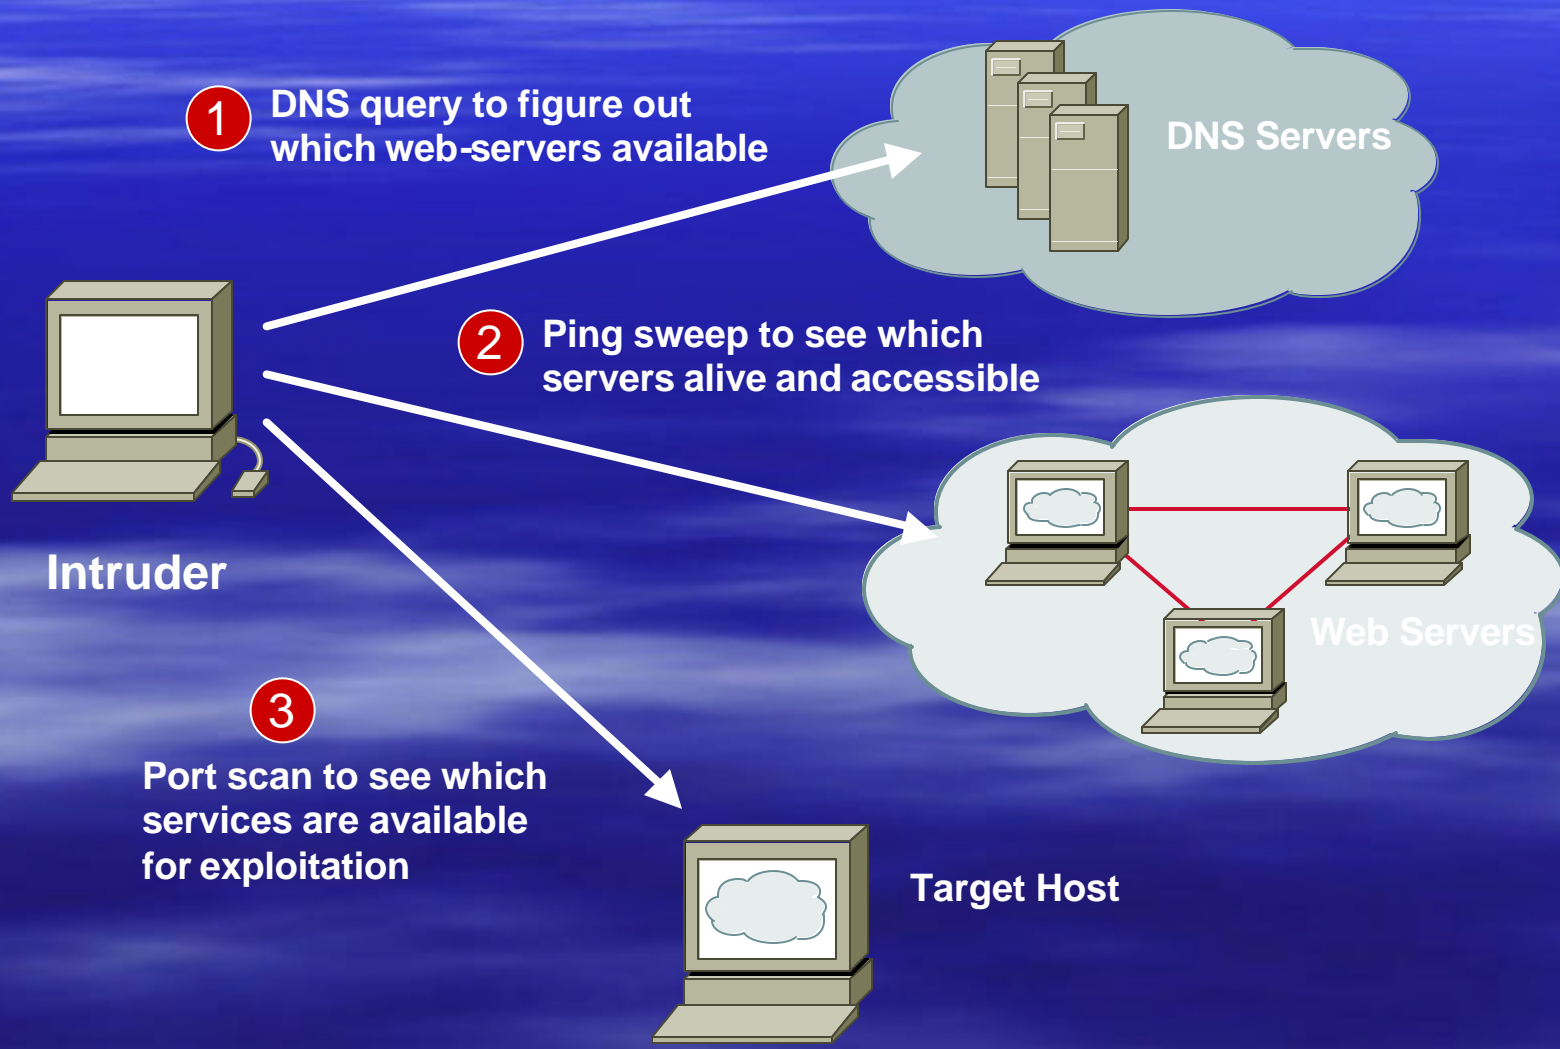 1
DNS query to figure out
which web-servers available
DNS Servers
2
Ping sweep to see which
servers alive and accessible
Intruder
Web Servers
3
Port scan to see which
services are available
for exploitation
Target Host